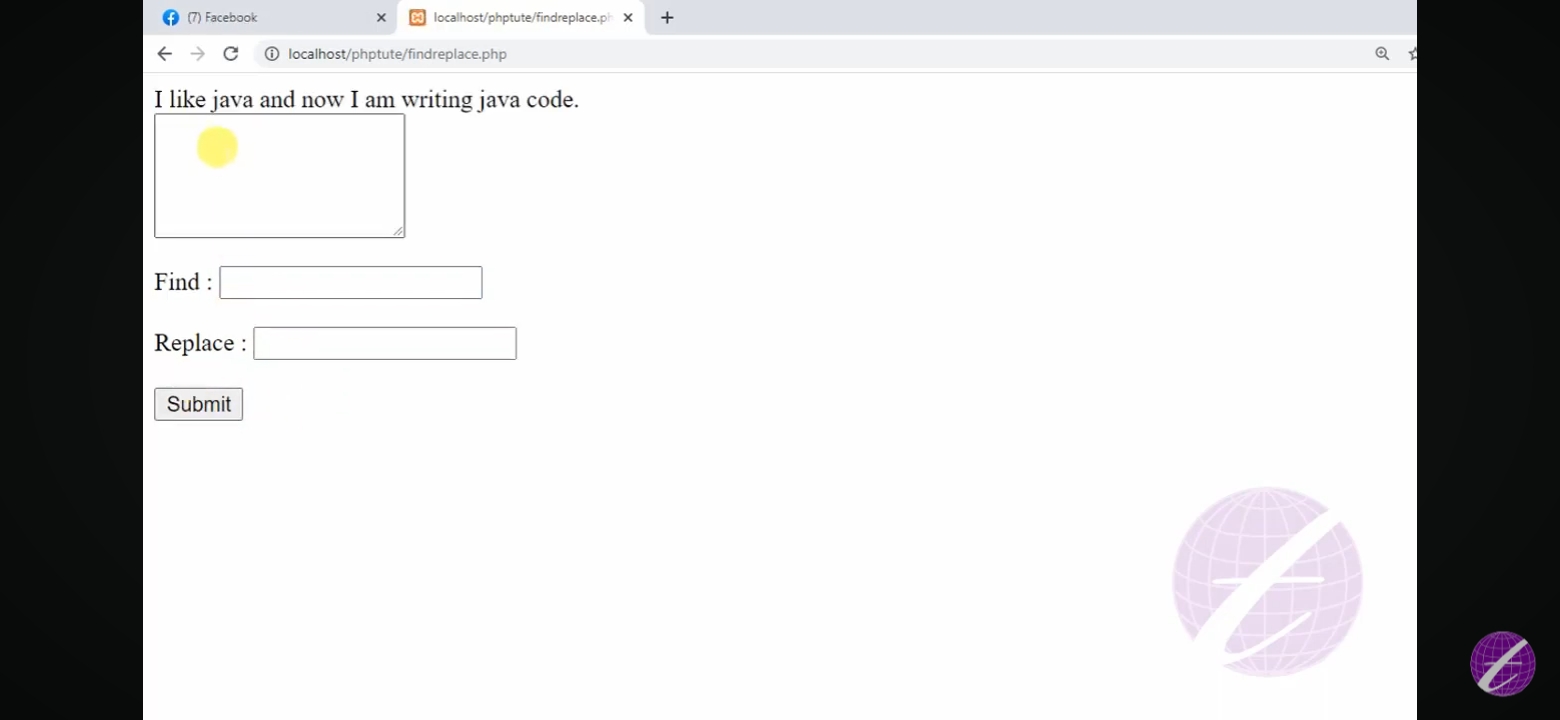 (7) Facebook
localhost/phptute/findreplace.ph
localhost/phptute/findreplace.php
I like java and now I am writing java code.
Find :
Replace :
Submit